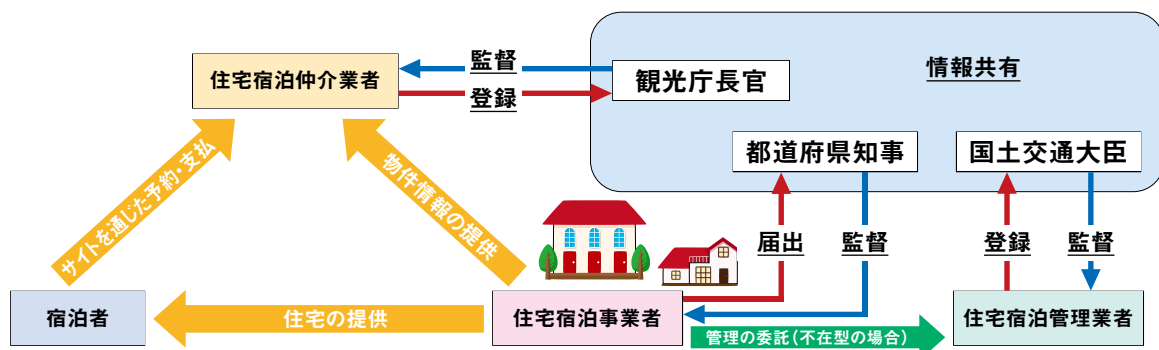 監督
情報共有
住宅宿泊仲介業者
観光庁長官
登録
都道府県知事
国土交通大臣
サイトを通じた予約・支払
物件情報の提供
届出
監督
登録
監督
宿泊者
住宅の提供
住宅宿泊事業者
住宅宿泊管理業者
管理の委託(不在型の場合)